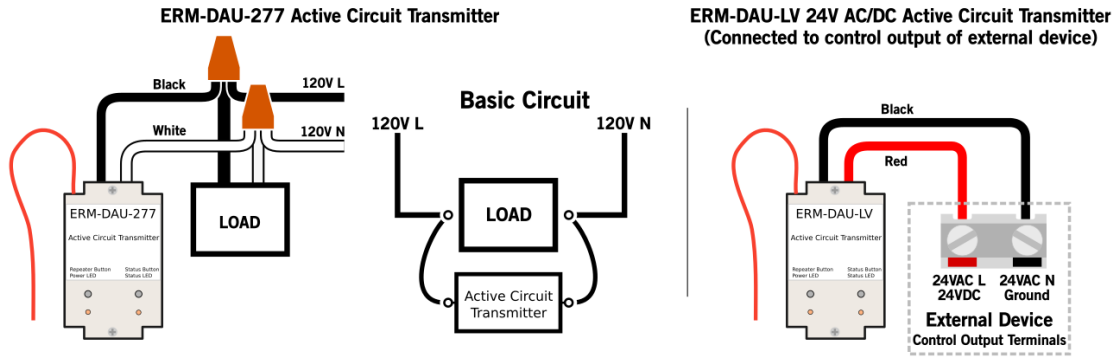 ERM-DAU-277 Active Circuit Transmitter
Black
120V L
White
120V N
ERM-DAU-277
Active Circuit Transmitter
Repeater Button
Power LED
Status Button
Status LED
LOAD
Basic Circuit
120V L
120V N
LOAD
Active Circuit
Transmitter
ERM-DAU-LV 24V AC/DC Active Circuit Transmitter
(Connected to control output of external device)
Black
Red
ERM-DAU-LV
Active Circuit Transmitter
Repeater Button
Power LED
Status Button
Status LED
24VAC L
24VDC
24VAC N
Ground
External Device
Control Output Terminals